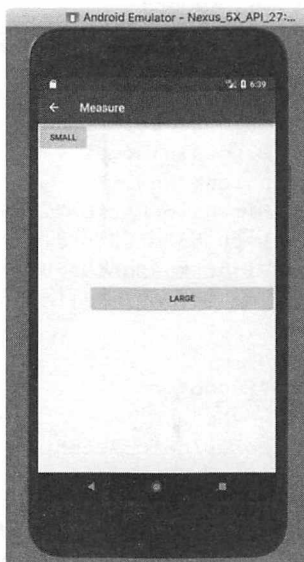 Android Emulator - Nexus_5X_API_27:...
6:39
← Measure
SMALL
LARGE